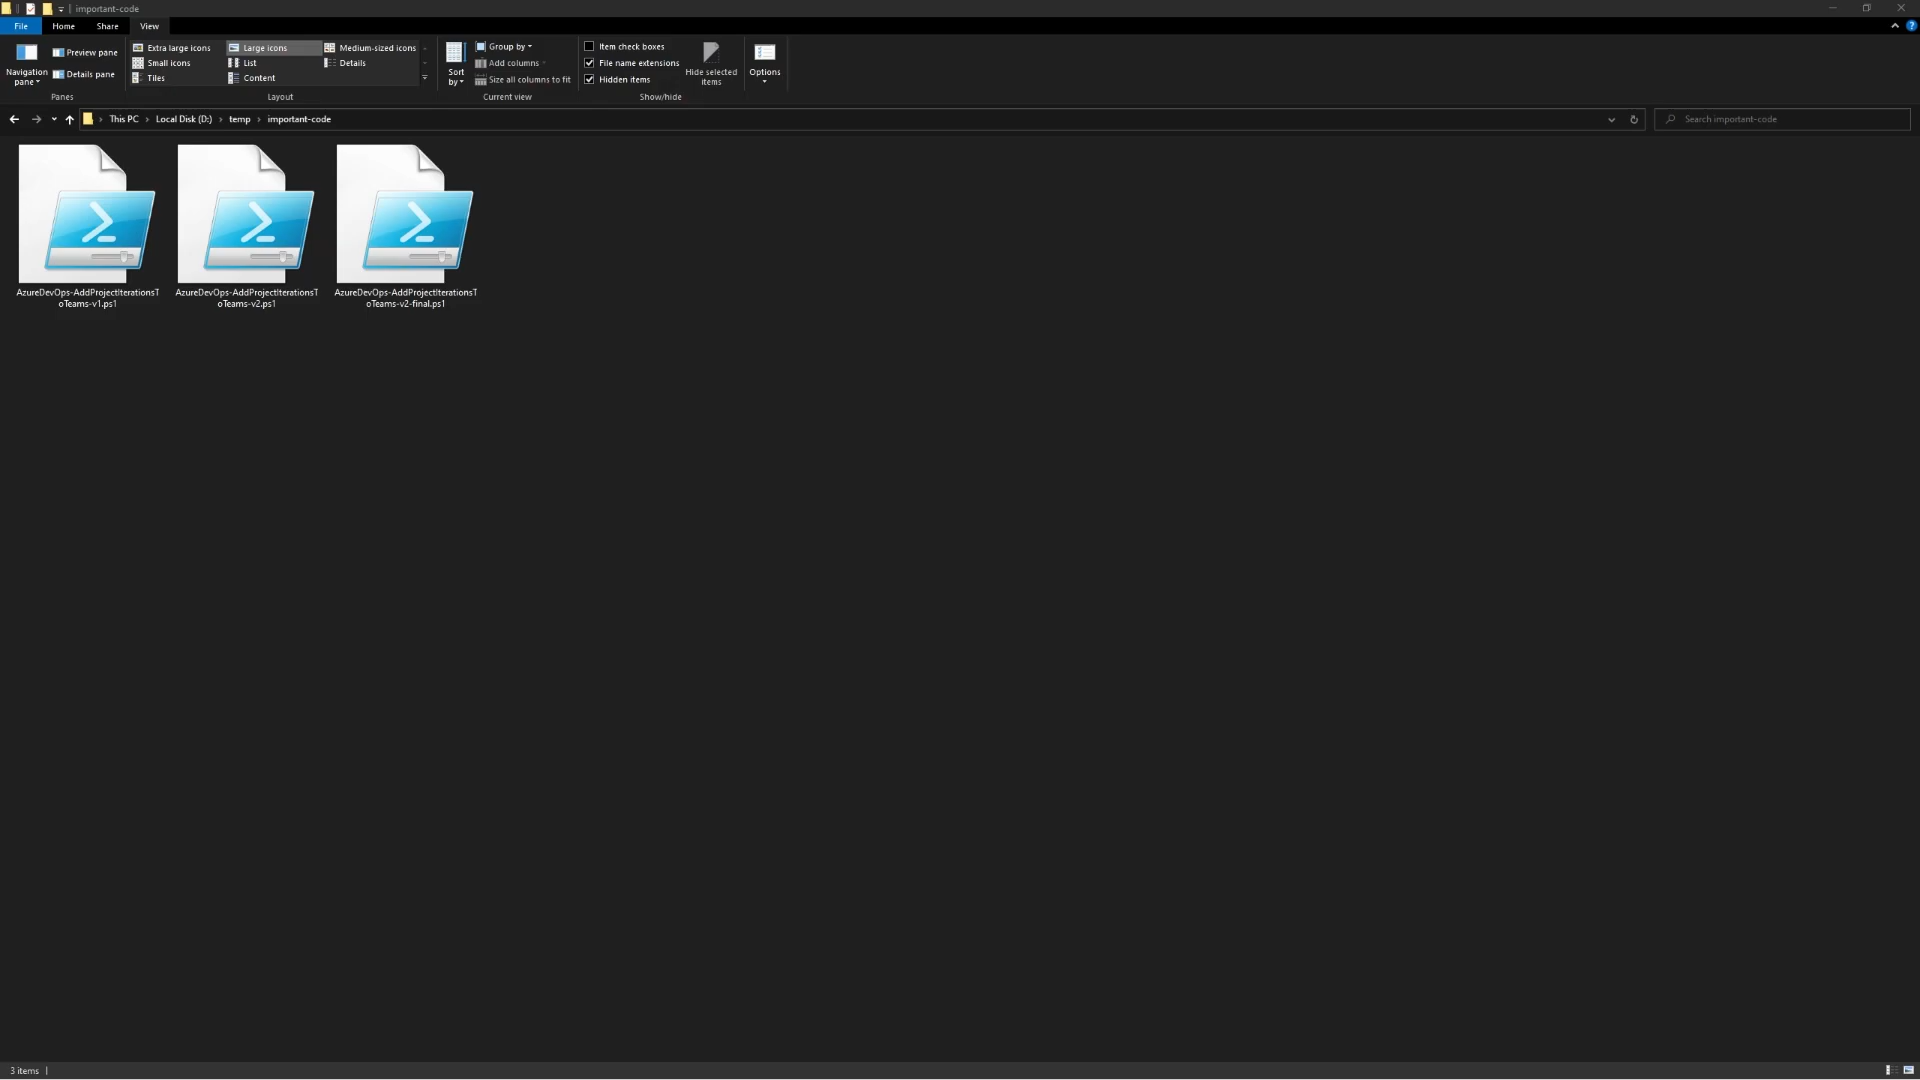 important-code
File Home Share View
Navigation pane
Preview pane
Details pane
Panes
Extra large icons Large icons Medium-sized icons
Small icons List Details
Tiles Content
Layout
Sort by
Group by
Add columns
Size all columns to fit
Current view
Item check boxes
File name extensions
Hidden items
Hide selected items
Show/hide
Options
This PC › Local Disk (D:) › temp › important-code
Search important-code
AzureDevOps-AddProjectIterationsT
oTeams-v1.ps1
AzureDevOps-AddProjectIterationsT
oTeams-v2.ps1
AzureDevOps-AddProjectIterationsT
oTeams-v2-final.ps1
3 items